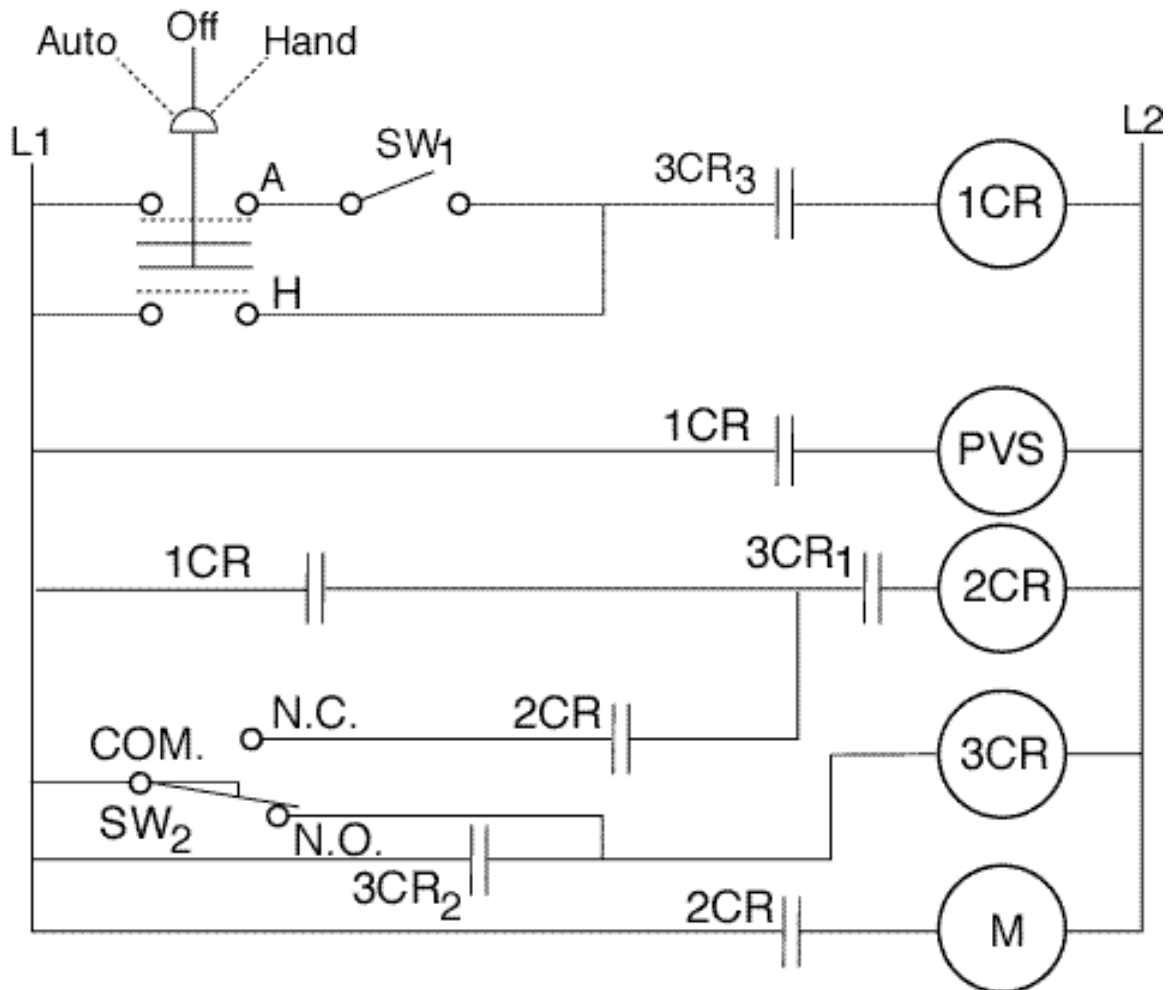 Off
Auto
Hand
L1
L2
A
SW1
3CR3
1CR
H
1CR
PVS
1CR
3CR1
2CR
N.C.
2CR
COM.
3CR
SW2
N.O.
3CR2
2CR
M